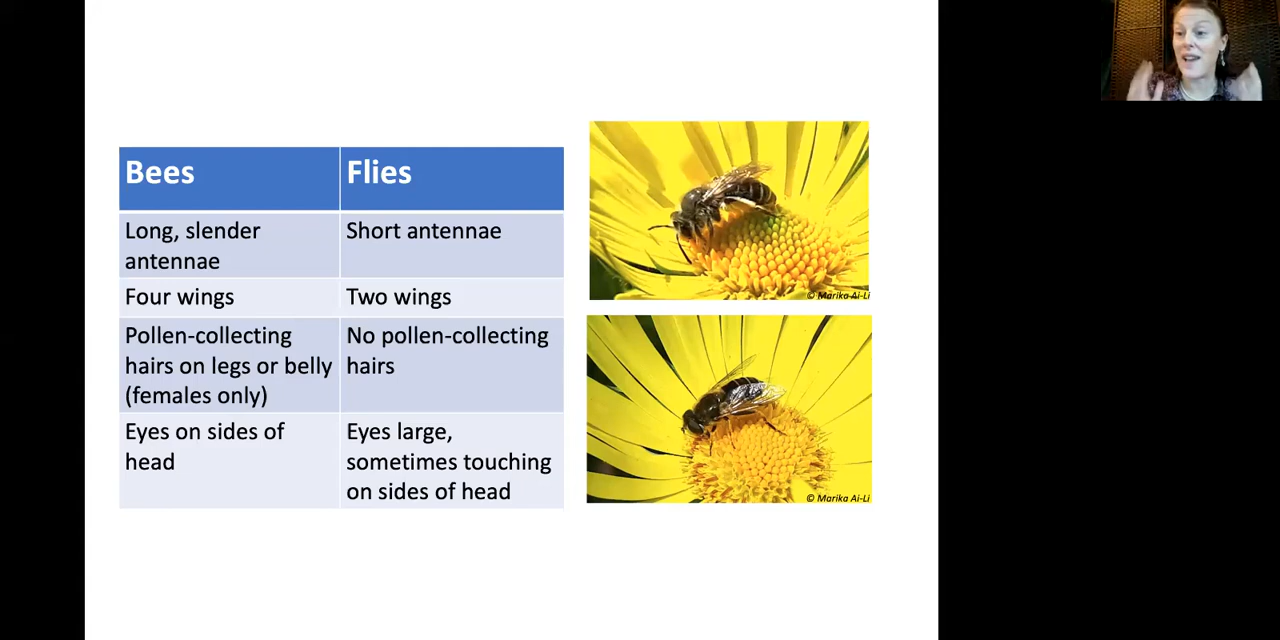 Bees
Flies
Long, slender
antennae
Short antennae
Four wings
Two wings
Pollen-collecting
hairs on legs or belly
(females only)
No pollen-collecting
hairs
Eyes on sides of
head
Eyes large,
sometimes touching
on sides of head
© Marika Ai-Li
© Marika Ai-Li